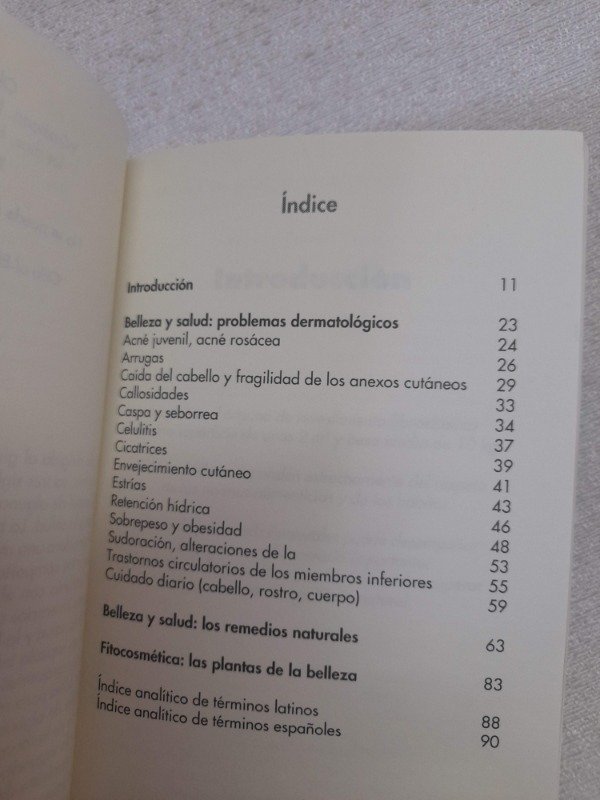 Índice
Introducción 11
Belleza y salud: problemas dermatológicos 23
Acné juvenil, acné rosácea 24
Arrugas 26
Caída del cabello y fragilidad de los anexos cutáneos 29
Callosidades 33
Caspa y seborrea 34
Celulitis 37
Cicatrices 39
Envejecimiento cutáneo 41
Estrías 43
Retención hídrica 46
Sobrepeso y obesidad 48
Sudoración, alteraciones de la 53
Trastornos circulatorios de los miembros inferiores 55
Cuidado diario (cabello, rostro, cuerpo) 59
Belleza y salud: los remedios naturales 63
Fitocosmética: las plantas de la belleza 83
Índice analítico de términos latinos 88
Índice analítico de términos españoles 90